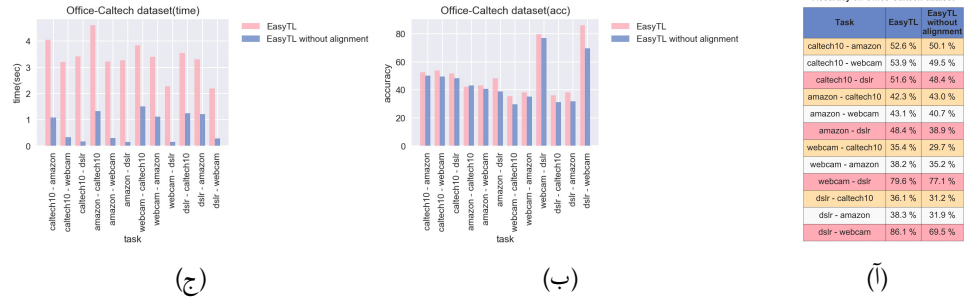 Office-Caltech dataset(time)
EasyTL
EasyTL without alignment
time(sec)
4
3
2
1
0
caltech10 - amazon
caltech10 - webcam
caltech10 - dslr
amazon - caltech10
amazon - webcam
amazon - dslr
webcam - caltech10
webcam - amazon
webcam - dslr
dslr - caltech10
dslr - amazon
dslr - webcam
task
(ج)
Office-Caltech dataset(acc)
EasyTL
EasyTL without alignment
accuracy
80
60
40
20
0
caltech10 - amazon
caltech10 - webcam
caltech10 - dslr
amazon - caltech10
amazon - webcam
amazon - dslr
webcam - caltech10
webcam - amazon
webcam - dslr
dslr - caltech10
dslr - amazon
dslr - webcam
task
(ب)
Task EasyTL EasyTL without alignment
caltech10 - amazon 52.6 % 50.1 %
caltech10 - webcam 53.9 % 49.5 %
caltech10 - dslr 51.6 % 48.4 %
amazon - caltech10 42.3 % 43.0 %
amazon - webcam 43.1 % 40.7 %
amazon - dslr 48.4 % 38.9 %
webcam - caltech10 35.4 % 29.7 %
webcam - amazon 38.2 % 35.2 %
webcam - dslr 79.6 % 77.1 %
dslr - caltech10 36.1 % 31.2 %
dslr - amazon 38.3 % 31.9 %
dslr - webcam 86.1 % 69.5 %
(آ)